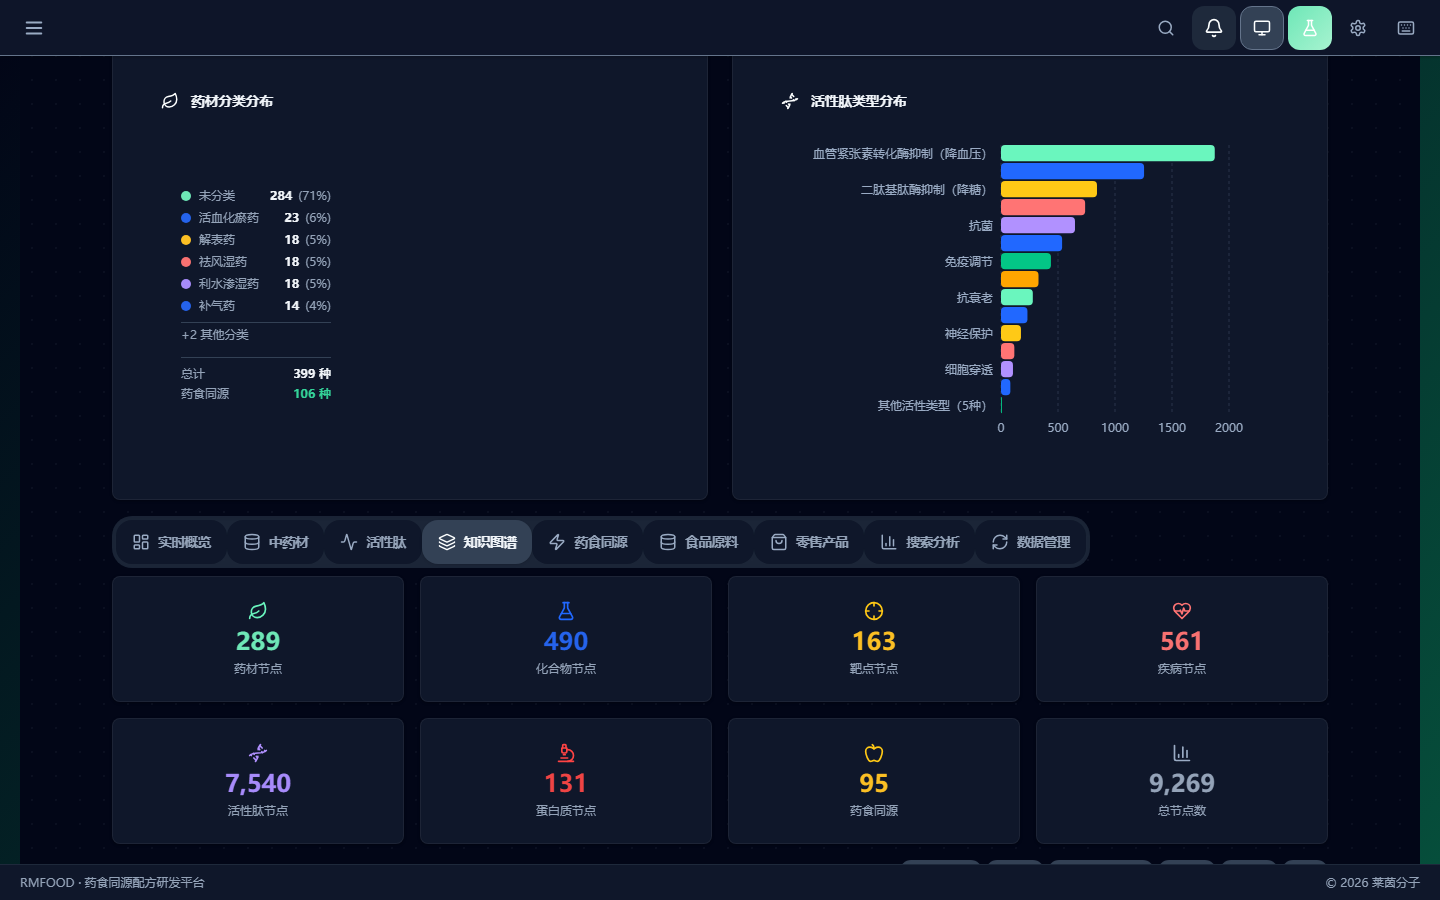 药材分类分布
未分类 284 (71%)
活血化瘀药 23 (6%)
解表药 18 (5%)
祛风湿药 18 (5%)
利水渗湿药 18 (5%)
补气药 14 (4%)
+2 其他分类
总计 399 种
药食同源 106 种
活性肽类型分布
血管紧张素转化酶抑制（降血压）
二肽基肽酶抑制（降糖）
抗菌
免疫调节
抗衰老
神经保护
细胞穿透
其他活性类型（5种）
0 500 1000 1500 2000
实时概览 中药材 活性肽 知识图谱 药食同源 食品原料 零售产品 搜索分析 数据管理
289
药材节点
490
化合物节点
163
靶点节点
561
疾病节点
7,540
活性肽节点
131
蛋白质节点
95
药食同源
9,269
总节点数
RMFOOD · 药食同源配方研发平台
© 2026 莱茵分子